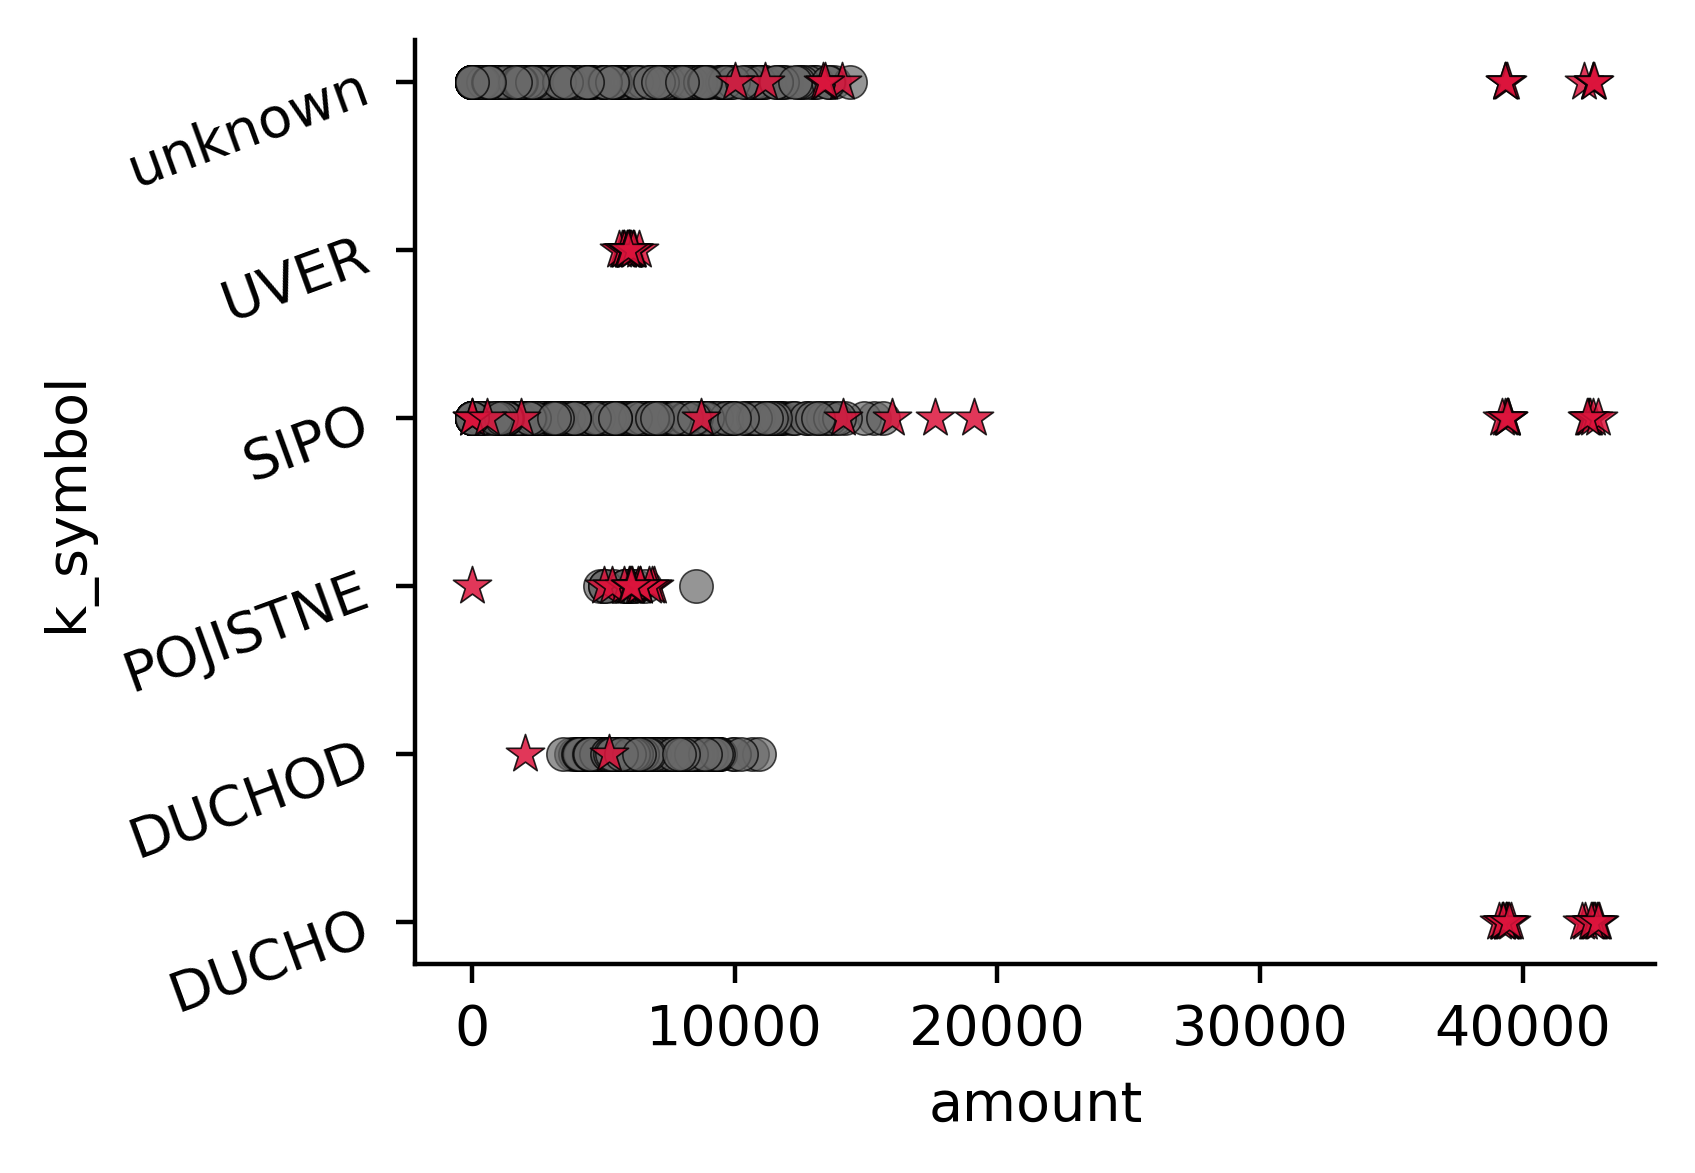 unknown
UVER
SIPO
POJISTNE
DUCHOD
DUCHO
k_symbol
0 10000 20000 30000 40000
amount